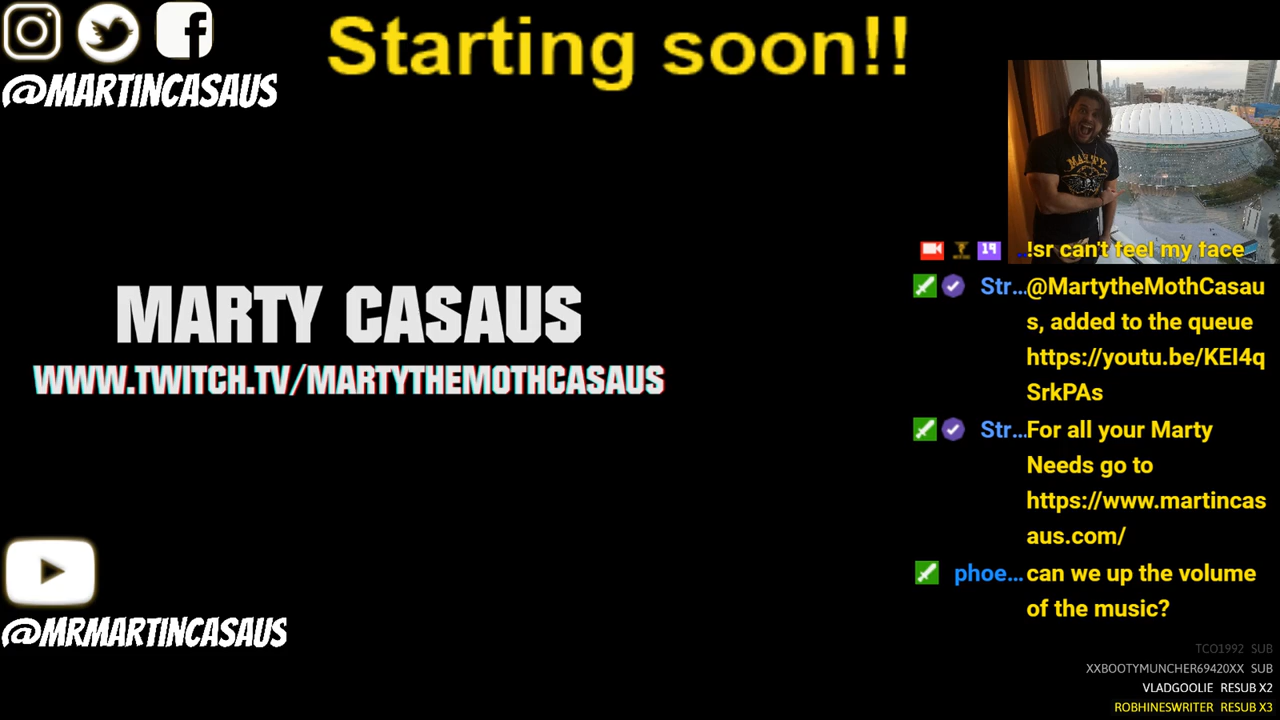 Starting soon!!
@MARTINCASAUS
MARTY
MARTY CASAUS
WWW.TWITCH.TV/MARTYTHEMOTHCASAUS
@MRMARTINCASAUS
19 ..!sr can't feel my face
Str...@MartytheMothCasau
s, added to the queue
https://youtu.be/KEI4q
SrkPAs
Str...For all your Marty
Needs go to
https://www.martincas
aus.com/
phoe...can we up the volume
of the music?
TCO1992 SUB
XXBOOTYMUNCHER69420XX SUB
VLADGOOLIE RESUB X2
ROBHINESWRITER RESUB X3